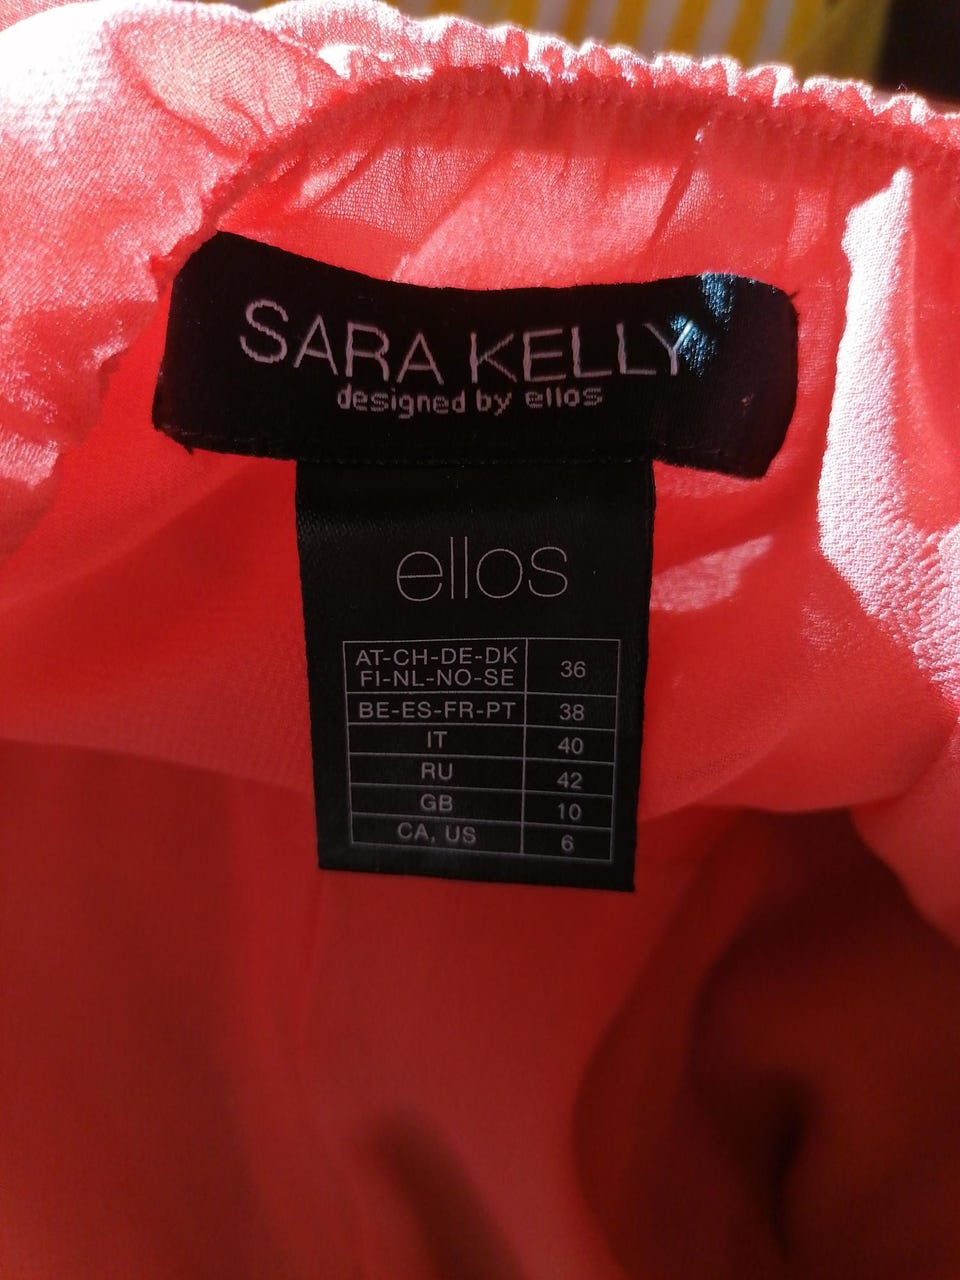 SARA KELLY
designed by ellos
ellos
AT-CH-DE-DK
FI-NL-NO-SE 36
BE-ES-FR-PT 38
IT 40
RU 42
GB 10
CA, US 6